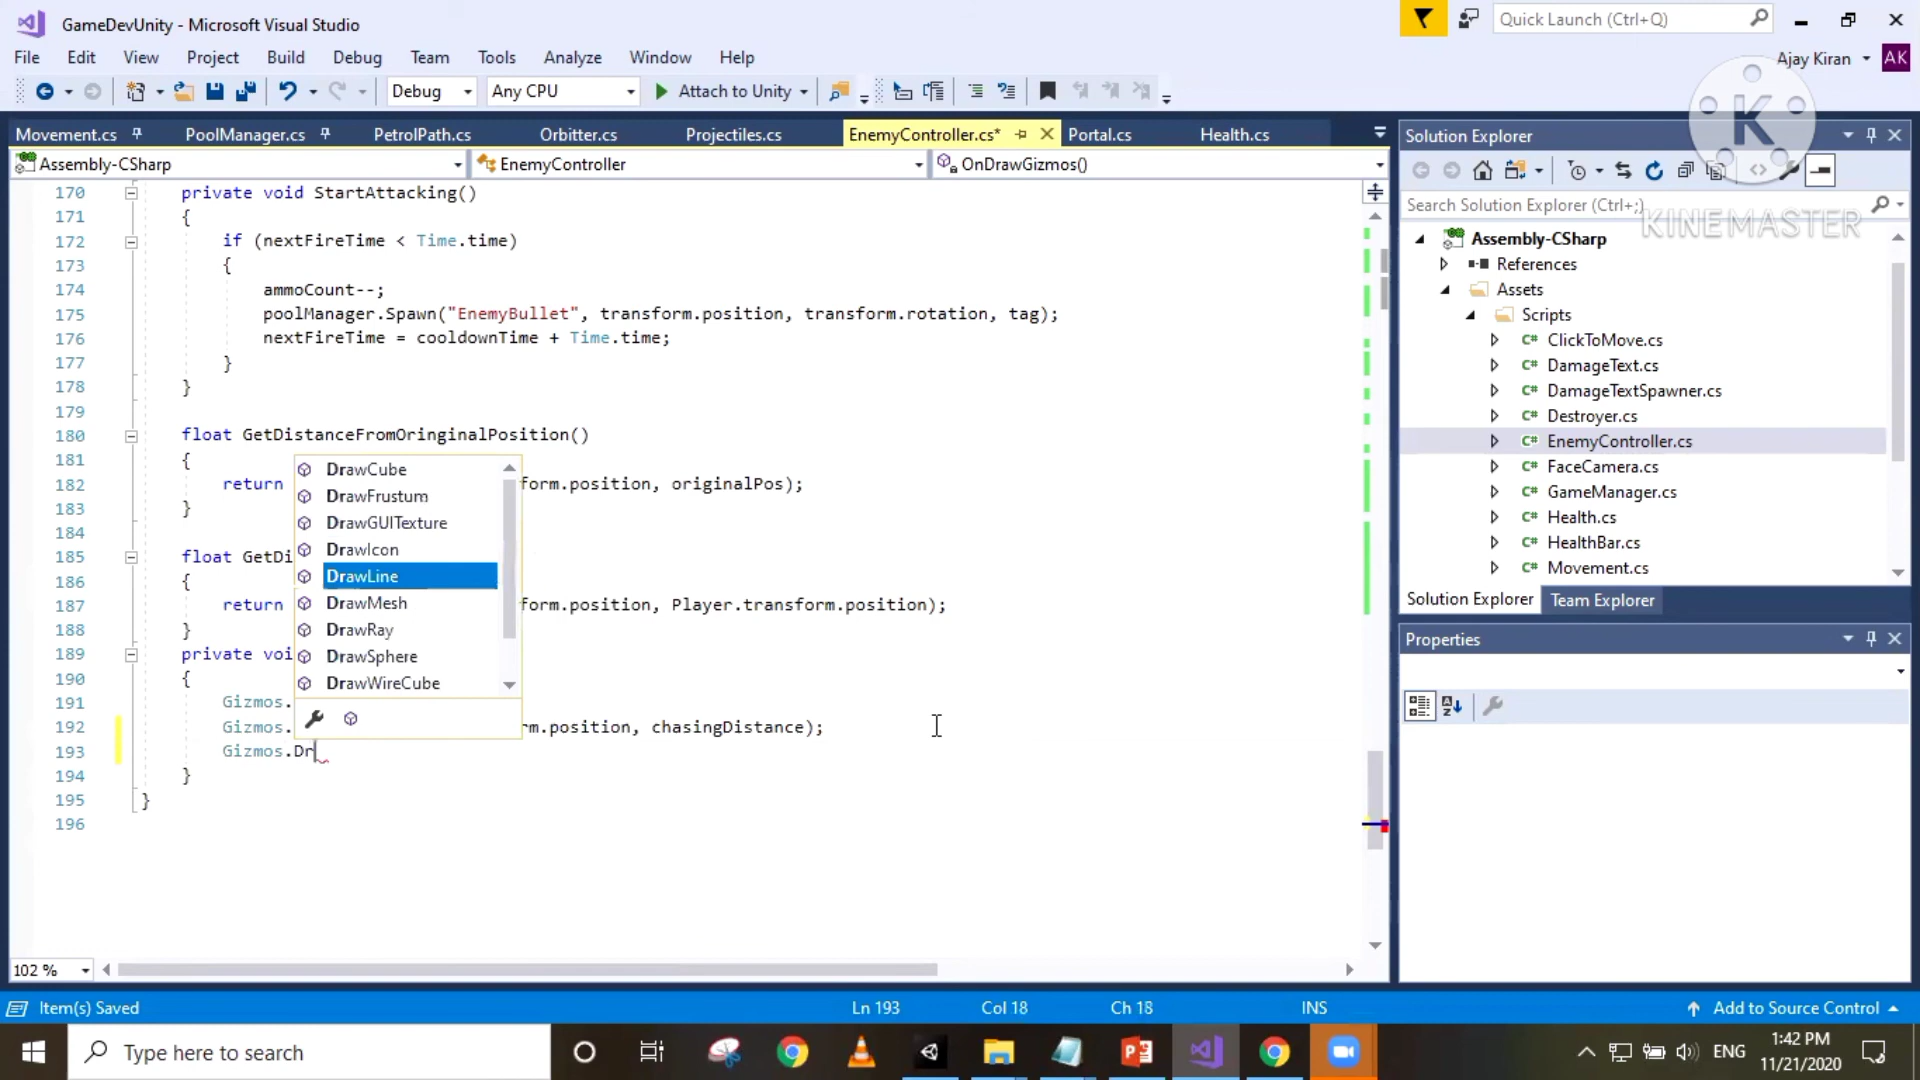 GameDevUnity - Microsoft Visual Studio
Quick Launch (Ctrl+Q)
File Edit View Project Build Debug Team Tools Analyze Window Help
Ajay Kiran AK
Debug Any CPU Attach to Unity
Movement.cs PoolManager.cs PetrolPath.cs Orbitter.cs Projectiles.cs EnemyController.cs* Portal.cs Health.cs
Assembly-CSharp EnemyController OnDrawGizmos()
170 private void StartAttacking()
171 {
172 if (nextFireTime < Time.time)
173 {
174 ammoCount--;
175 poolManager.Spawn("EnemyBullet", transform.position, transform.rotation, tag);
176 nextFireTime = cooldownTime + Time.time;
177 }
178 }
179
180 float GetDistanceFromOringinalPosition()
181 {
182 return form.position, originalPos);
183 }
184
185 float GetDi
186 {
187 return form.position, Player.transform.position);
188 }
189 private voi
190 {
191 Gizmos.
192 Gizmos. rm.position, chasingDistance);
193 Gizmos.Dr
194 }
195 }
196
DrawCube
DrawFrustum
DrawGUITexture
DrawIcon
DrawLine
DrawMesh
DrawRay
DrawSphere
DrawWireCube
102 %
Solution Explorer
Search Solution Explorer (Ctrl+;)
K
KINEMASTER
Assembly-CSharp
References
Assets
Scripts
C# ClickToMove.cs
C# DamageText.cs
C# DamageTextSpawner.cs
C# Destroyer.cs
C# EnemyController.cs
C# FaceCamera.cs
C# GameManager.cs
C# Health.cs
C# HealthBar.cs
C# Movement.cs
Solution Explorer Team Explorer
Properties
Item(s) Saved Ln 193 Col 18 Ch 18 INS Add to Source Control
Type here to search
ENG
1:42 PM
11/21/2020